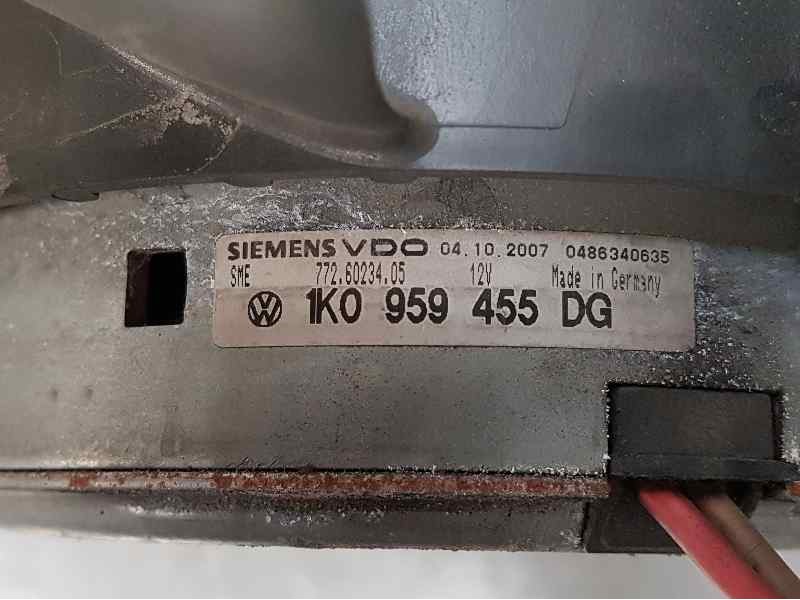 SIEMENS VDO 04.10.2007 0486340635
SME 772.60234.05 12V Made in Germany
1K0 959 455 DG